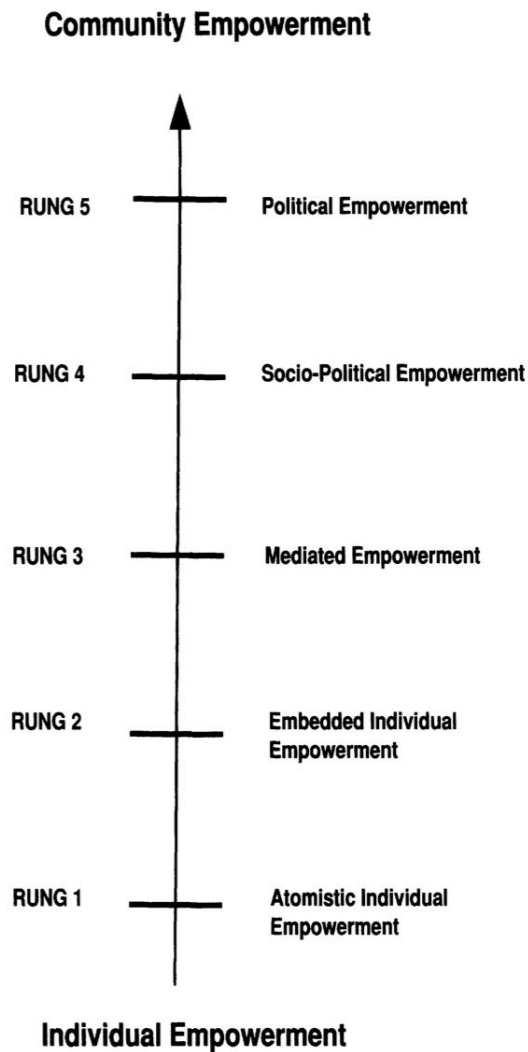 Community Empowerment
RUNG 5
Political Empowerment
RUNG 4
Socio-Political Empowerment
RUNG 3
Mediated Empowerment
RUNG 2
Embedded Individual
Empowerment
RUNG 1
Atomistic Individual
Empowerment
Individual Empowerment